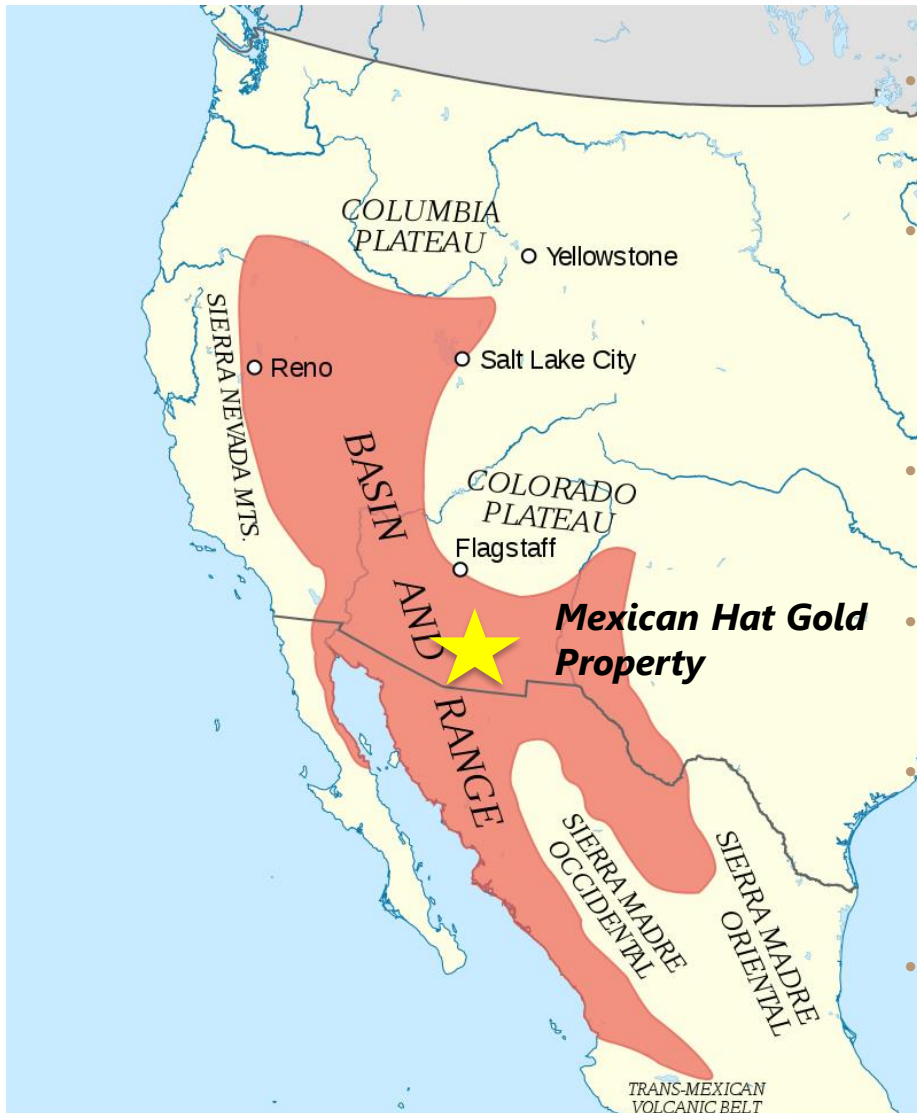 COLUMBIA
PLATEAU
Yellowstone
SIERRA NEVADA MTS.
Reno
Salt Lake City
BASIN AND RANGE
COLORADO
PLATEAU
Flagstaff
Mexican Hat Gold
Property
SIERRA MADRE
OCCIDENTAL
SIERRA MADRE
ORIENTAL
TRANS-MEXICAN
VOLCANIC BELT